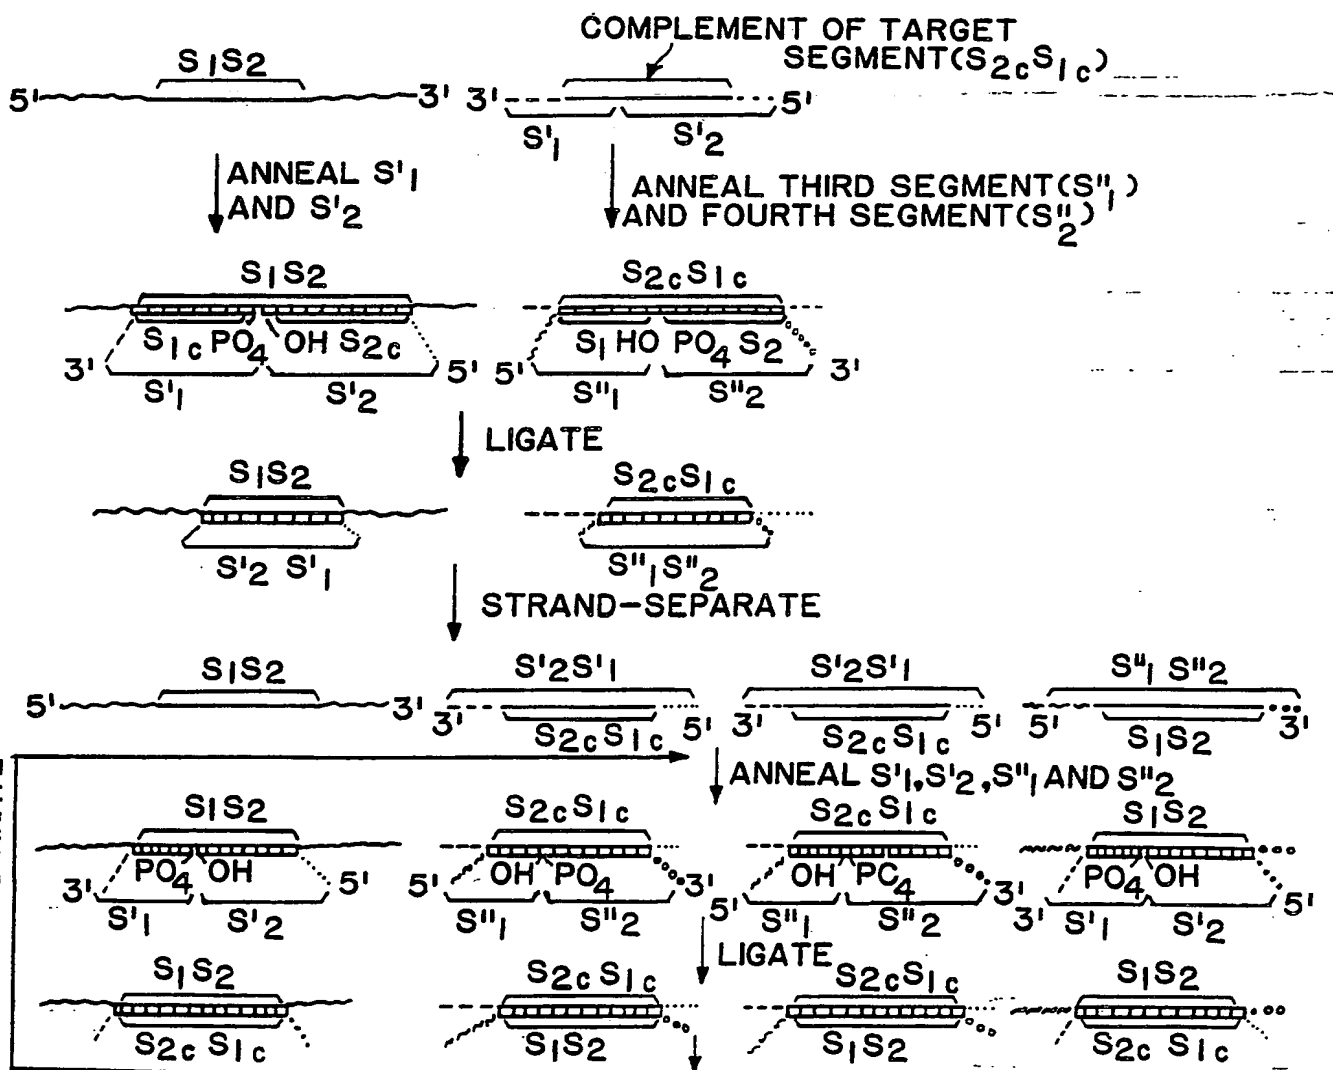 COMPLEMENT OF TARGET
SEGMENT(S2cS1c)
S1S2
5' 3' 3' 5'
S'1 S'2
ANNEAL S'1
AND S'2
ANNEAL THIRD SEGMENT(S"1)
AND FOURTH SEGMENT(S"2)
S1S2 S2cS1c
S1c PO4 OH S2c S1 HO PO4 S2
3' 5' 5' 3'
S'1 S'2 S"1 S"2
LIGATE
S1S2 S2cS1c
S'2 S'1 S"1S"2
STRAND-SEPARATE
S1S2 S'2S'1 S'2S'1 S"1 S"2
5' 3' 3' 5' 3' 5' 5' 3'
S2cS1c S2cS1c S1S2
ANNEAL S'1,S'2,S"1 AND S"2
S1S2 S2cS1c S2cS1c S1S2
PO4 OH OH PO4 OH PO4 PO4 OH
3' 5' 3' 5' 3' 3' 5'
S'1 S'2 S"1 S"2 S"1 S"2 S'1 S'2
LIGATE
S1S2 S2cS1c S2cS1c S1S2
S2c S1c S1S2 S1S2 S2c S1c